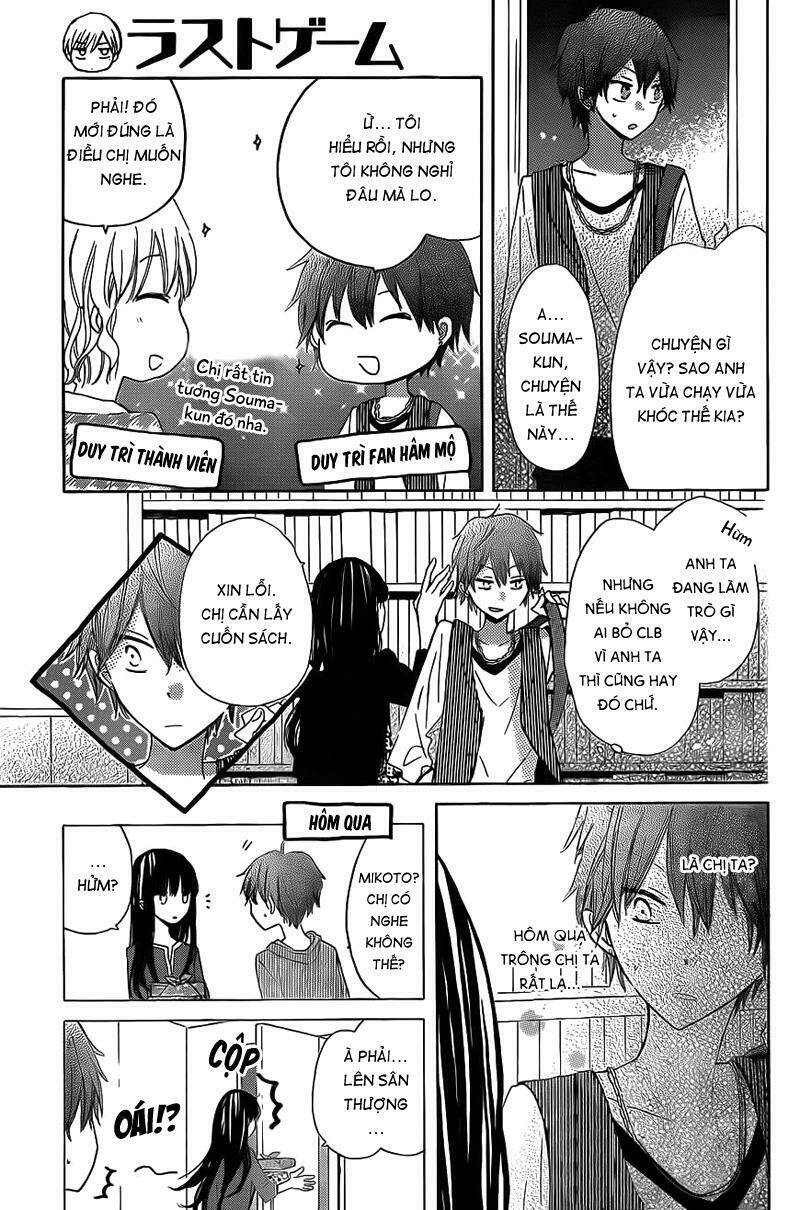 ラストゲーム
CHUYỆN GÌ
VẬY? SAO ANH
TA VỪA CHẠY VỪA
KHÓC THẾ KIA?
A...
SOUMA-
KUN,
CHUYỆN
LÀ THẾ
NÀY...
Ừ... TÔI
HIỂU RỒI, NHƯNG
TÔI KHÔNG NGHỈ
ĐÂU MÀ LO.
PHẢI! ĐÓ
MỚI ĐÚNG LÀ
ĐIỀU CHỊ MUỐN
NGHE.
Chị rất tin
tưởng Souma-
kun đó nha.
DUY TRÌ FAN HÂM MỘ
DUY TRÌ THÀNH VIÊN
Hừm
ANH TA
ĐANG LÀM
TRÒ GÌ
VẬY...
NHƯNG
NẾU KHÔNG
AI BỎ CLB
VÌ ANH TA
THÌ CŨNG HAY
ĐÓ CHỨ.
XIN LỖI.
CHỊ CẦN LẤY
CUỐN SÁCH.
LÀ CHỊ TA?
HÔM QUA
TRÔNG CHỊ TA
RẤT LẠ...
HÔM QUA
MIKOTO?
CHỊ CÓ
NGHE
KHÔNG
THẾ?
...
HỬM?
À PHẢI...
LÊN SÂN
THƯỢNG
...
CỘP
OÁI!?